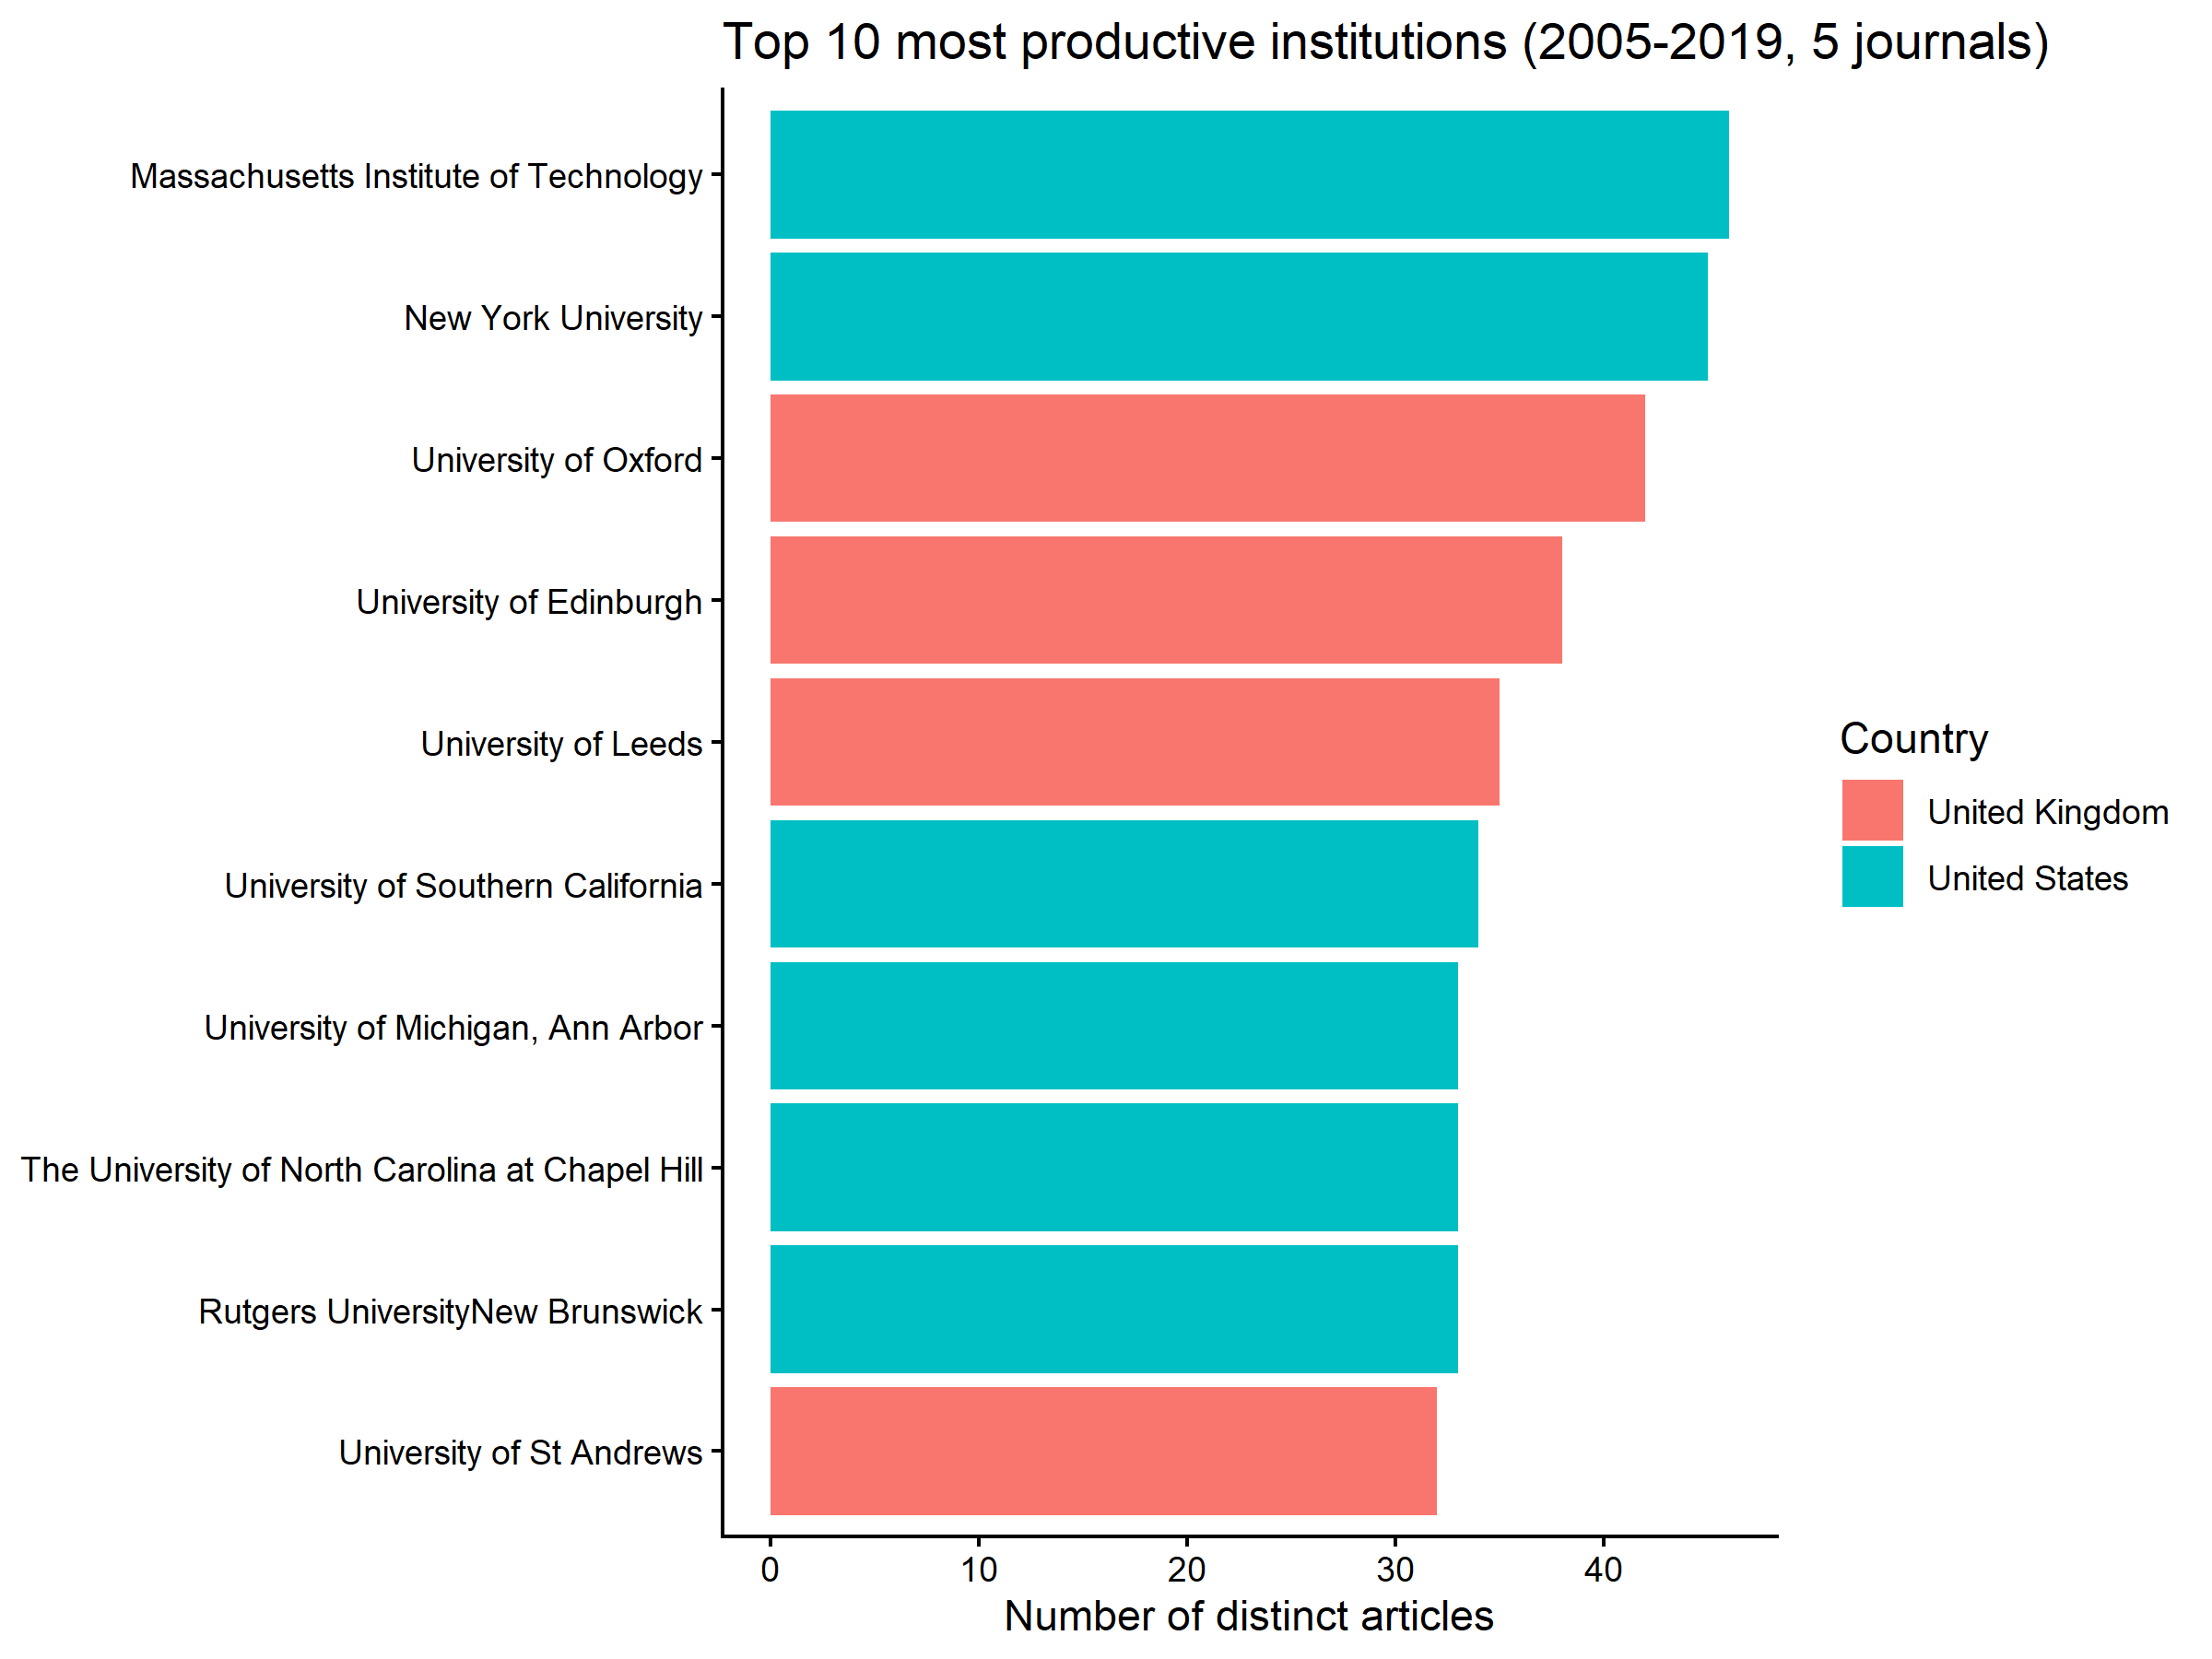 Top 10 most productive institutions (2005-2019, 5 journals)
Massachusetts Institute of Technology
New York University
University of Oxford
University of Edinburgh
University of Leeds
University of Southern California
University of Michigan, Ann Arbor
The University of North Carolina at Chapel Hill
Rutgers UniversityNew Brunswick
University of St Andrews
0 10 20 30 40
Number of distinct articles
Country
United Kingdom
United States